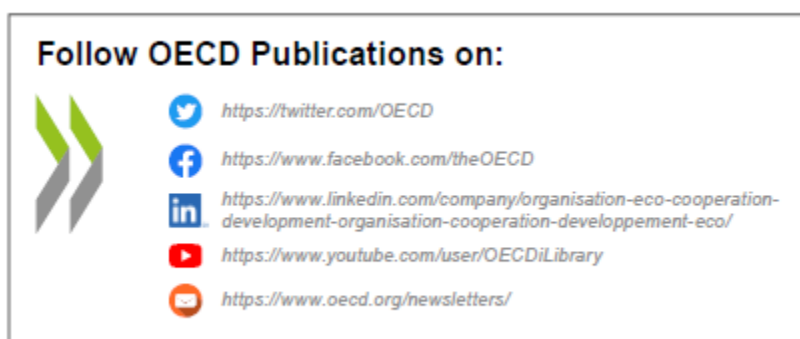 Follow OECD Publications on:
https://twitter.com/OECD
https://www.facebook.com/theOECD
https://www.linkedin.com/company/organisation-eco-cooperation-
development-organisation-cooperation-developpement-eco/
https://www.youtube.com/user/OECDiLibrary
https://www.oecd.org/newsletters/